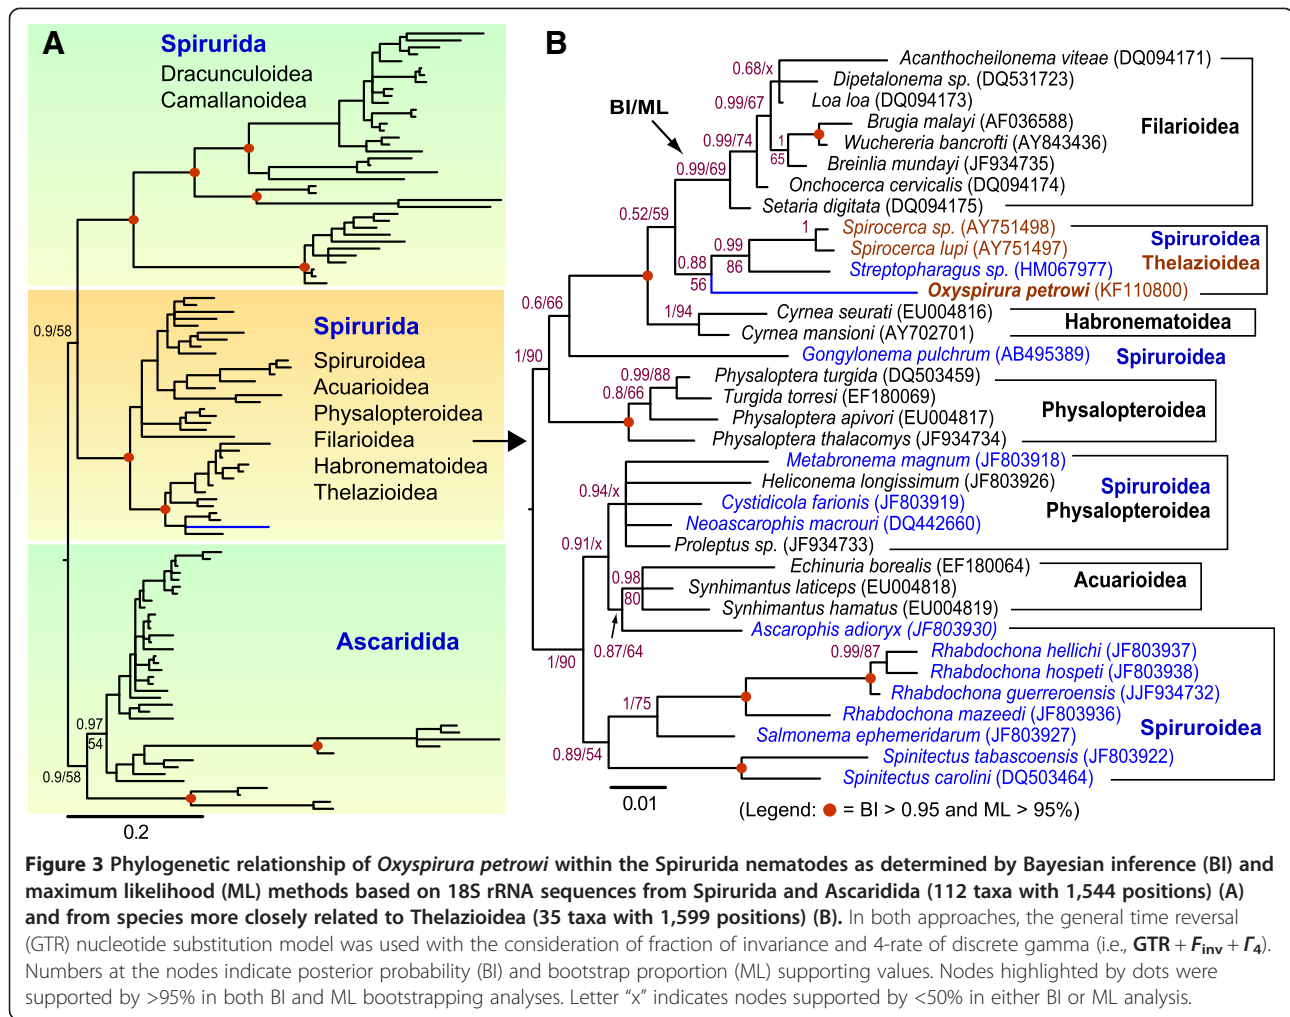 A
Spirurida
Dracunculoidea
Camallanoidea
0.9/58
Spirurida
Spiruroidea
Acuarioidea
Physalopteroidea
Filarioidea
Habronematoidea
Thelazioidea
Ascaridida
0.97
54
0.9/58
0.2
B
BI/ML
0.68/x
0.99/67
0.99/74
1
65
0.99/69
0.52/59
0.99
86
1
0.88
56
0.6/66
1/94
1/90
0.99/88
0.8/66
0.94/x
0.91/x
0.98
80
0.87/64
1/90
0.99/87
1/75
0.89/54
Acanthocheilonema viteae (DQ094171)
Dipetalonema sp. (DQ531723)
Loa loa (DQ094173)
Brugia malayi (AF036588)
Wuchereria bancrofti (AY843436)
Breinlia mundayi (JF934735)
Onchocerca cervicalis (DQ094174)
Setaria digitata (DQ094175)
Filarioidea
Spirocerca sp. (AY751498)
Spirocerca lupi (AY751497)
Streptopharagus sp. (HM067977)
Oxyspirura petrowi (KF110800)
Spiruroidea
Thelazioidea
Cyrnea seurati (EU004816)
Cyrnea mansioni (AY702701)
Habronematoidea
Gongylonema pulchrum (AB495389)
Spiruroidea
Physaloptera turgida (DQ503459)
Turgida torresi (EF180069)
Physaloptera apivori (EU004817)
Physaloptera thalacomys (JF934734)
Physalopteroidea
Metabronema magnum (JF803918)
Heliconema longissimum (JF803926)
Cystidicola farionis (JF803919)
Neoascarophis macrouri (DQ442660)
Proleptus sp. (JF934733)
Spiruroidea
Physalopteroidea
Echinuria borealis (EF180064)
Synhimantus laticeps (EU004818)
Synhimantus hamatus (EU004819)
Acuarioidea
Ascarophis adioryx (JF803930)
Rhabdochona hellichi (JF803937)
Rhabdochona hospeti (JF803938)
Rhabdochona guerreroensis (JJF934732)
Rhabdochona mazeedi (JF803936)
Salmonema ephemeridarum (JF803927)
Spinitectus tabascoensis (JF803922)
Spinitectus carolini (DQ503464)
Spiruroidea
0.01
(Legend: = BI > 0.95 and ML > 95%)
Figure 3 Phylogenetic relationship of Oxyspirura petrowi within the Spirurida nematodes as determined by Bayesian inference (BI) and
maximum likelihood (ML) methods based on 18S rRNA sequences from Spirurida and Ascaridida (112 taxa with 1,544 positions) (A)
and from species more closely related to Thelazioidea (35 taxa with 1,599 positions) (B). In both approaches, the general time reversal
(GTR) nucleotide substitution model was used with the consideration of fraction of invariance and 4-rate of discrete gamma (i.e., GTR + Finv + Γ4).
Numbers at the nodes indicate posterior probability (BI) and bootstrap proportion (ML) supporting values. Nodes highlighted by dots were
supported by >95% in both BI and ML bootstrapping analyses. Letter “x” indicates nodes supported by <50% in either BI or ML analysis.